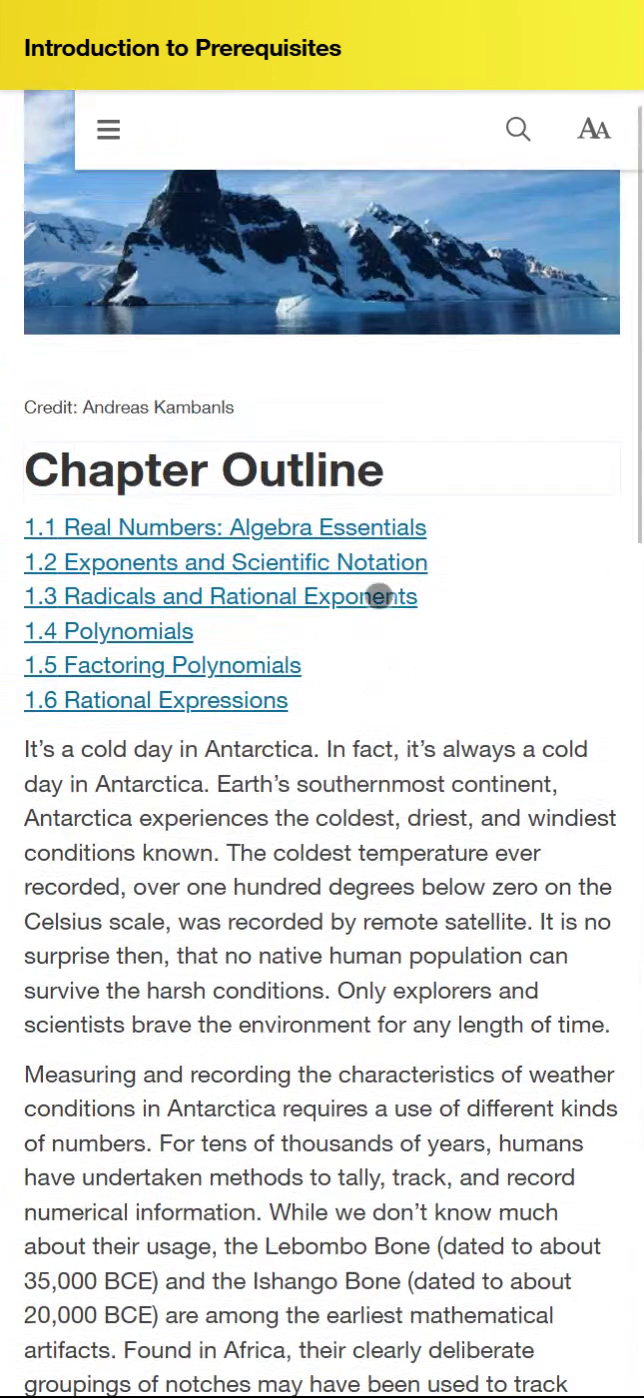 Introduction to Prerequisites
AA
Credit: Andreas Kambanls
Chapter Outline
1.1 Real Numbers: Algebra Essentials
1.2 Exponents and Scientific Notation
1.3 Radicals and Rational Exponents
1.4 Polynomials
1.5 Factoring Polynomials
1.6 Rational Expressions
It’s a cold day in Antarctica. In fact, it’s always a cold
day in Antarctica. Earth’s southernmost continent,
Antarctica experiences the coldest, driest, and windiest
conditions known. The coldest temperature ever
recorded, over one hundred degrees below zero on the
Celsius scale, was recorded by remote satellite. It is no
surprise then, that no native human population can
survive the harsh conditions. Only explorers and
scientists brave the environment for any length of time.
Measuring and recording the characteristics of weather
conditions in Antarctica requires a use of different kinds
of numbers. For tens of thousands of years, humans
have undertaken methods to tally, track, and record
numerical information. While we don’t know much
about their usage, the Lebombo Bone (dated to about
35,000 BCE) and the Ishango Bone (dated to about
20,000 BCE) are among the earliest mathematical
artifacts. Found in Africa, their clearly deliberate
groupings of notches may have been used to track